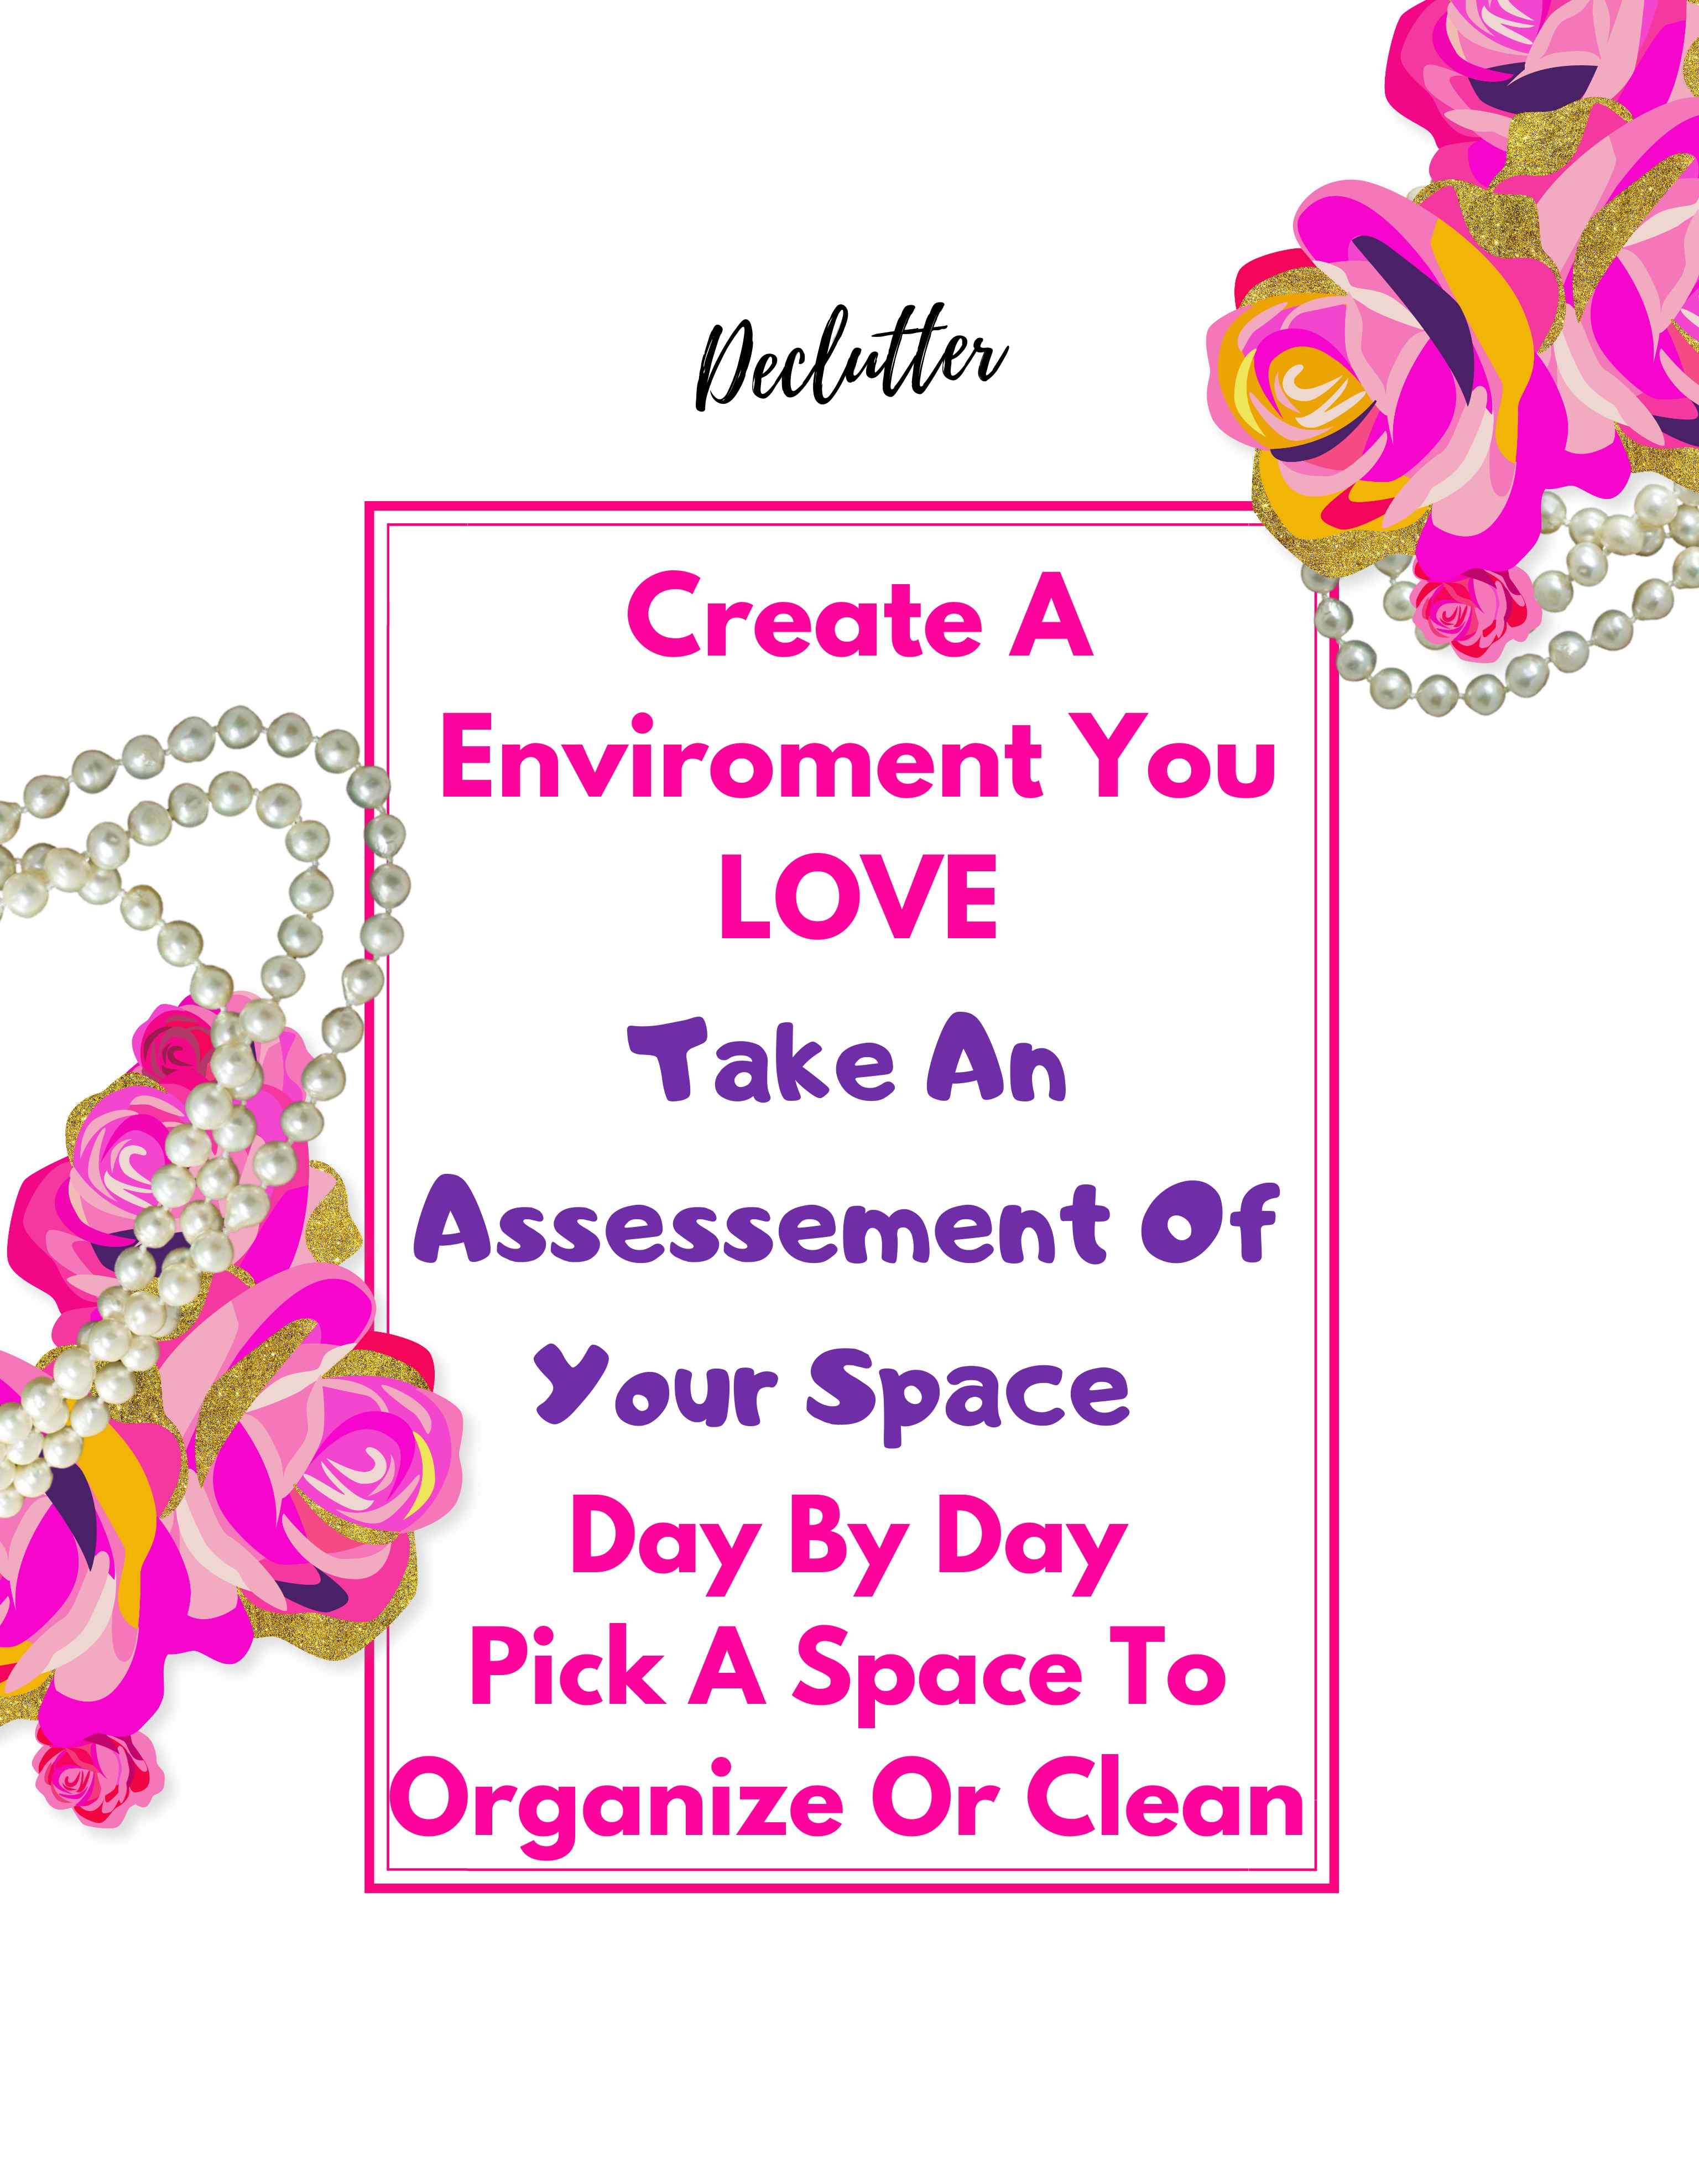 Declutter
Create A
Enviroment You
LOVE
Take An
Assessement Of
Your Space
Day By Day
Pick A Space To
Organize Or Clean